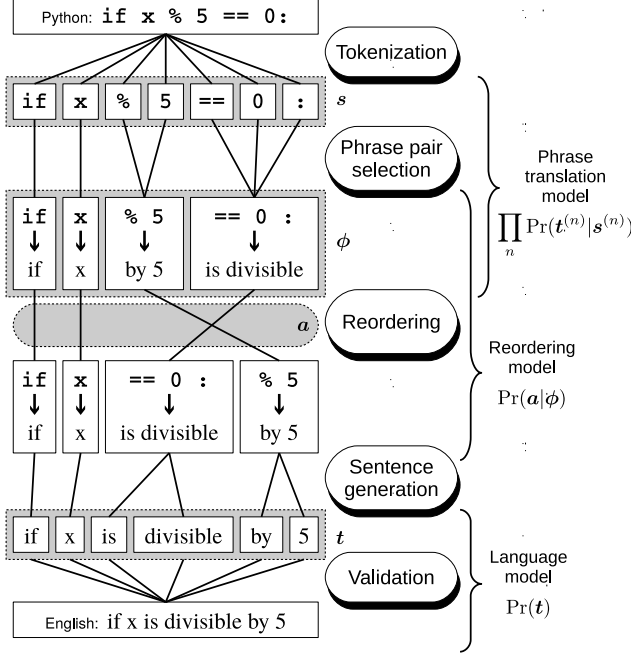 Python: if x % 5 == 0:
Tokenization
if x % 5 == 0 : s
Phrase pair
selection
Phrase
translation
model
∏ₙ Pr(t⁽ⁿ⁾|s⁽ⁿ⁾)
if x % 5 == 0 :
↓ ↓ ↓ ↓ ϕ
if x by 5 is divisible
a
Reordering
Reordering
model
Pr(a|ϕ)
if x == 0 : % 5
↓ ↓ ↓ ↓
if x is divisible by 5
Sentence
generation
if x is divisible by 5 t
Validation
Language
model
Pr(t)
English: if x is divisible by 5